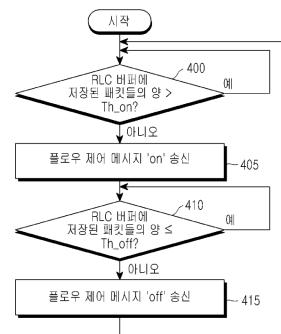 시작
RLC 버퍼에
저장된 패킷들의 양 >
Th_on?
400
예
아니오
플로우 제어 메시지 'on' 송신
405
RLC 버퍼에
저장된 패킷들의 양 ≤
Th_off?
410
예
아니오
플로우 제어 메시지 'off' 송신
415